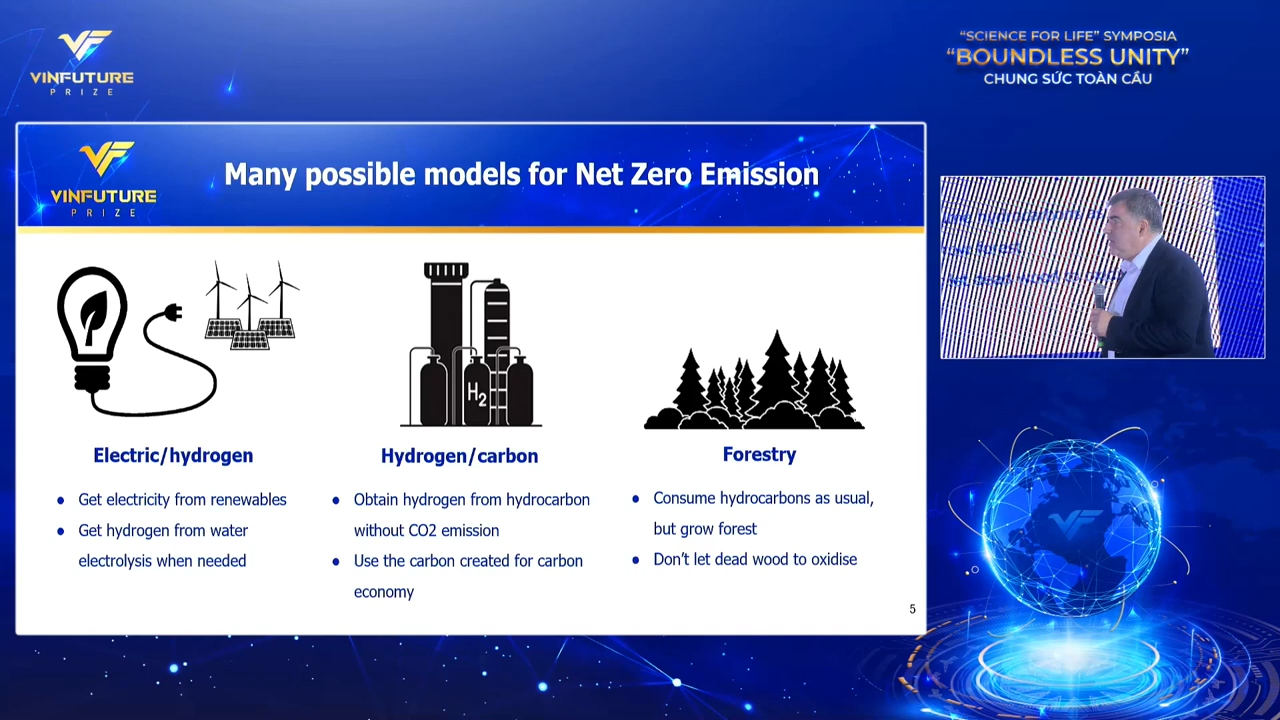 VINFUTURE
PRIZE
“SCIENCE FOR LIFE” SYMPOSIA
“BOUNDLESS UNITY”
CHUNG SỨC TOÀN CẦU
VINFUTURE
PRIZE
Many possible models for Net Zero Emission
H2
Electric/hydrogen
● Get electricity from renewables
● Get hydrogen from water
electrolysis when needed
Hydrogen/carbon
● Obtain hydrogen from hydrocarbon
without CO2 emission
● Use the carbon created for carbon
economy
Forestry
● Consume hydrocarbons as usual,
but grow forest
● Don’t let dead wood to oxidise
5
hydrocarbons as